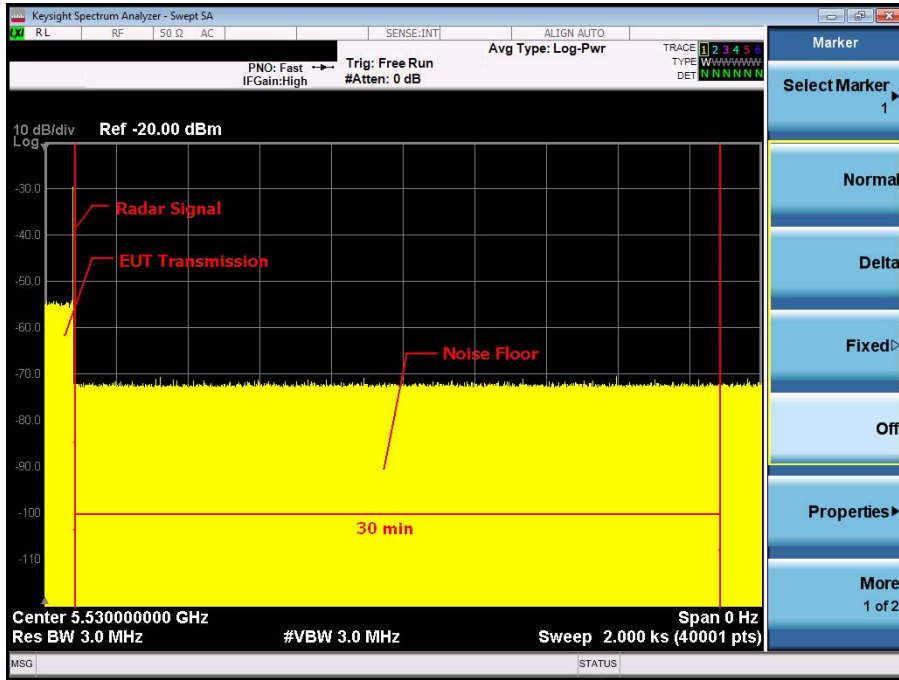 Keysight Spectrum Analyzer - Swept SA
LXI RL RF 50 Ω AC SENSE:INT ALIGN AUTO
Avg Type: Log-Pwr
TRACE 1 2 3 4 5 6
TYPE WWWWWWW
DET N N N N N N
PNO: Fast
IFGain:High
Trig: Free Run
#Atten: 0 dB
10 dB/div Ref -20.00 dBm
Log
-30.0
-40.0
-50.0
-60.0
-70.0
-80.0
-90.0
-100
-110
Radar Signal
EUT Transmission
Noise Floor
30 min
Center 5.530000000 GHz Span 0 Hz
Res BW 3.0 MHz #VBW 3.0 MHz Sweep 2.000 ks (40001 pts)
MSG STATUS
Marker
Select Marker
1
Normal
Delta
Fixed
Off
Properties
More
1 of 2